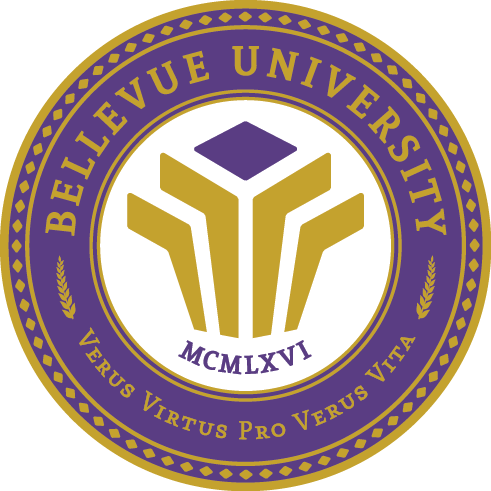 BELLEVUE UNIVERSITY
MCMLXVI
VERUS VIRTUS PRO VERUS VITA